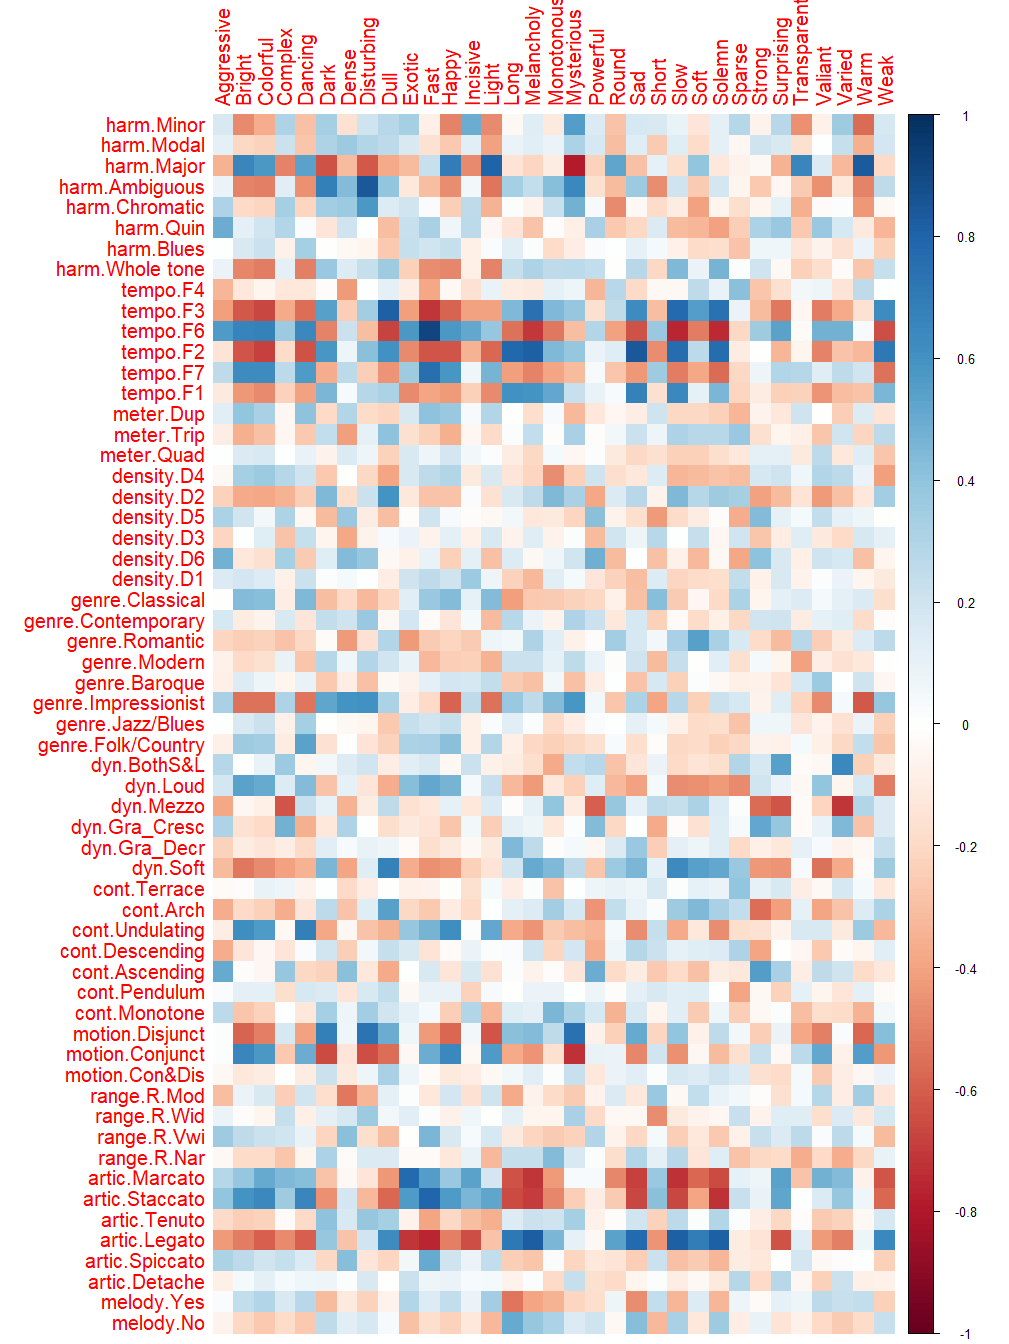 Aggressive
Bright
Colorful
Complex
Dancing
Dark
Dense
Disturbing
Dull
Exotic
Fast
Happy
Incisive
Light
Long
Melancholy
Monotonous
Mysterious
Powerful
Round
Sad
Short
Slow
Soft
Solemn
Sparse
Strong
Surprising
Transparent
Valiant
Varied
Warm
Weak
harm.Minor
harm.Modal
harm.Major
harm.Ambiguous
harm.Chromatic
harm.Quin
harm.Blues
harm.Whole tone
tempo.F4
tempo.F3
tempo.F6
tempo.F2
tempo.F7
tempo.F1
meter.Dup
meter.Trip
meter.Quad
density.D4
density.D2
density.D5
density.D3
density.D6
density.D1
genre.Classical
genre.Contemporary
genre.Romantic
genre.Modern
genre.Baroque
genre.Impressionist
genre.Jazz/Blues
genre.Folk/Country
dyn.BothS&L
dyn.Loud
dyn.Mezzo
dyn.Gra_Cresc
dyn.Gra_Decr
dyn.Soft
cont.Terrace
cont.Arch
cont.Undulating
cont.Descending
cont.Ascending
cont.Pendulum
cont.Monotone
motion.Disjunct
motion.Conjunct
motion.Con&Dis
range.R.Mod
range.R.Wid
range.R.Vwi
range.R.Nar
artic.Marcato
artic.Staccato
artic.Tenuto
artic.Legato
artic.Spiccato
artic.Detache
melody.Yes
melody.No
1
0.8
0.6
0.4
0.2
0
-0.2
-0.4
-0.6
-0.8
-1